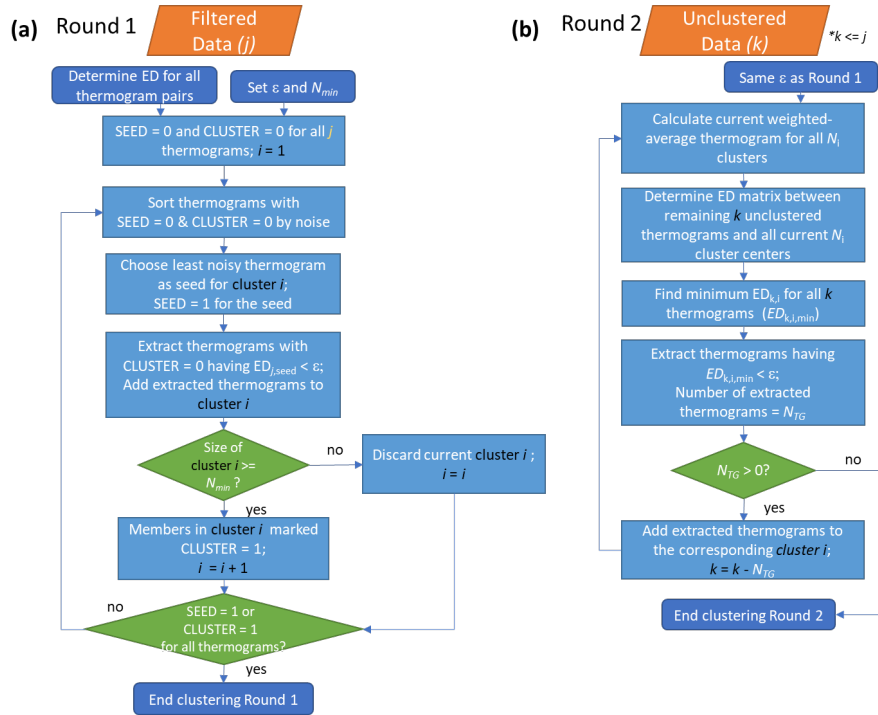 (a) Round 1
Filtered
Data (j)
Determine ED for all
thermogram pairs
Set ε and Nmin
SEED = 0 and CLUSTER = 0 for all j
thermograms; i = 1
Sort thermograms with
SEED = 0 & CLUSTER = 0 by noise
Choose least noisy thermogram
as seed for cluster i;
SEED = 1 for the seed
Extract thermograms with
CLUSTER = 0 having EDj,seed < ε;
Add extracted thermograms to
cluster i
Size of
cluster i >=
Nmin ?
no
Discard current cluster i ;
i = i
yes
Members in cluster i marked
CLUSTER = 1;
i = i + 1
no
SEED = 1 or
CLUSTER = 1
for all thermograms?
yes
End clustering Round 1
(b) Round 2
Unclustered
Data (k)
*k <= j
Same ε as Round 1
Calculate current weighted-
average thermogram for all Ni
clusters
Determine ED matrix between
remaining k unclustered
thermograms and all current Ni
cluster centers
Find minimum EDk,i for all k
thermograms (EDk,i,min)
Extract thermograms having
EDk,i,min < ε;
Number of extracted
thermograms = NTG
NTG > 0?
no
yes
Add extracted thermograms to
the corresponding cluster i;
k = k - NTG
End clustering Round 2